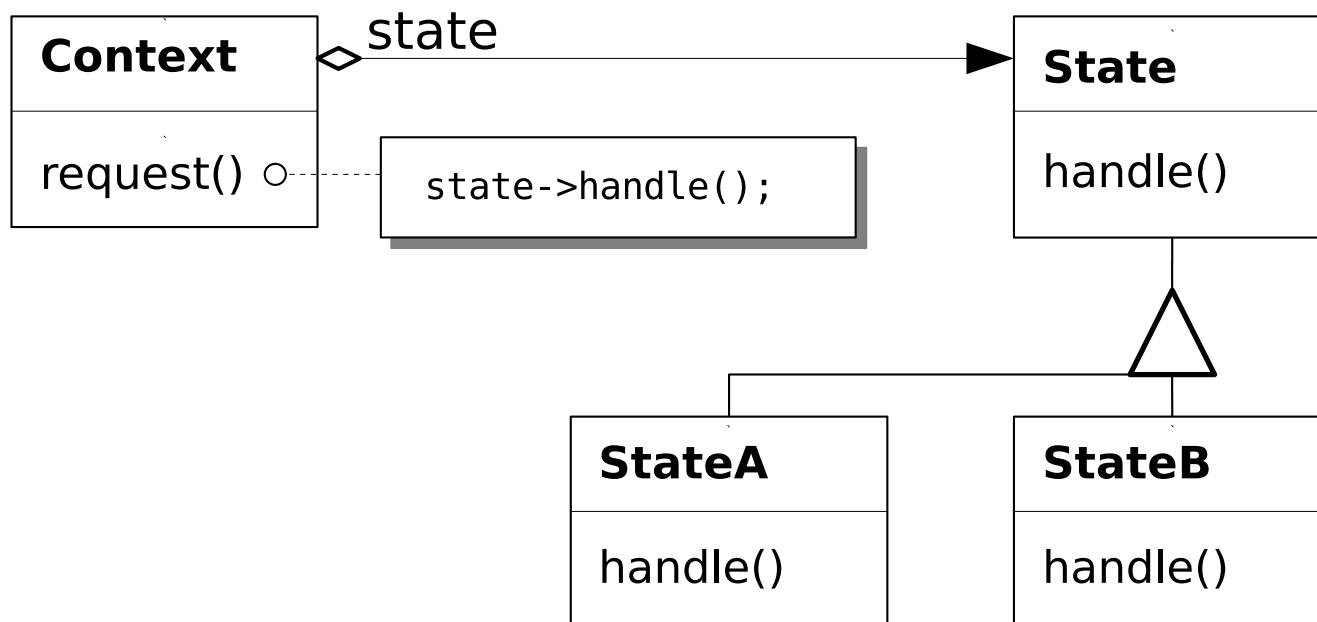 Context
state
State
request()
state->handle();
handle()
StateA
StateB
handle()
handle()